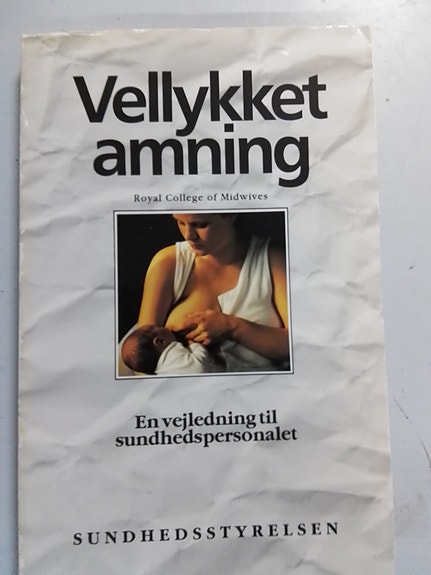 Vellykket
amning
Royal College of Midwives
En vejledning til
sundhedspersonalet
SUNDHEDSSTYRELSEN